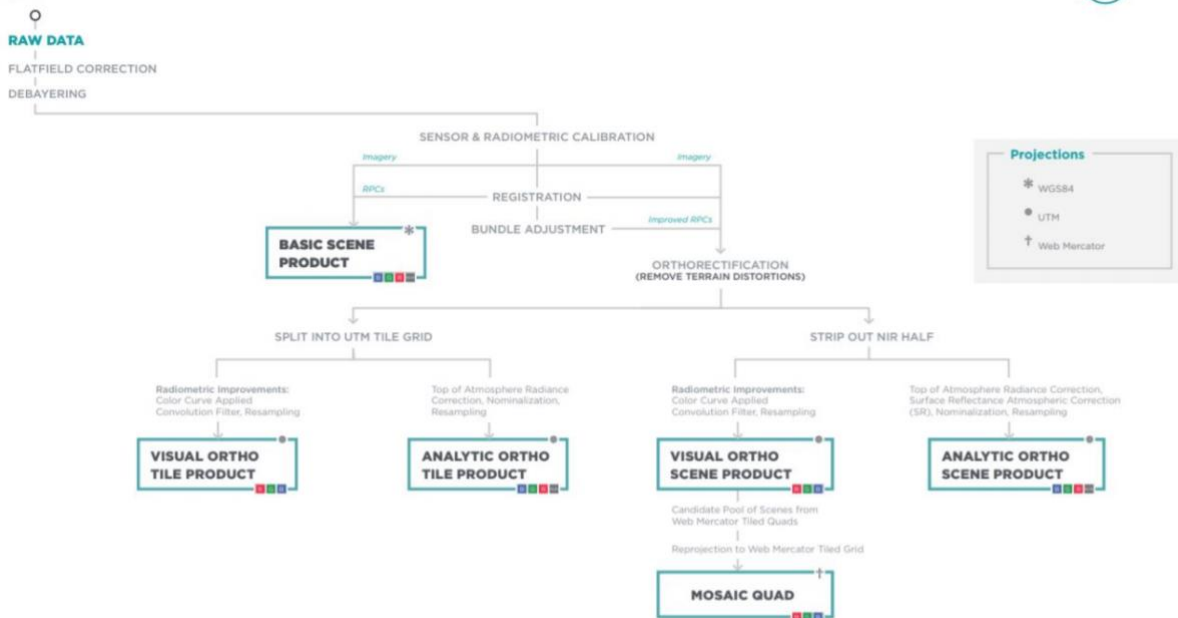 RAW DATA
FLATFIELD CORRECTION
DEBAYERING
SENSOR & RADIOMETRIC CALIBRATION
Imagery
Imagery
RPCs
REGISTRATION
BUNDLE ADJUSTMENT
Improved RPCs
BASIC SCENE
PRODUCT
ORTHORECTIFICATION
(REMOVE TERRAIN DISTORTIONS)
Projections
WGS84
UTM
Web Mercator
SPLIT INTO UTM TILE GRID
STRIP OUT NIR HALF
Radiometric Improvements:
Color Curve Applied
Convolution Filter, Resampling
Top of Atmosphere Radiance
Correction, Nominalization,
Resampling
Radiometric Improvements:
Color Curve Applied
Convolution Filter, Resampling
Top of Atmosphere Radiance Correction,
Surface Reflectance Atmospheric Correction
(SR), Nominalization, Resampling
VISUAL ORTHO
TILE PRODUCT
ANALYTIC ORTHO
TILE PRODUCT
VISUAL ORTHO
SCENE PRODUCT
ANALYTIC ORTHO
SCENE PRODUCT
Candidate Pool of Scenes from
Web Mercator Tiled Quads
Reprojection to Web Mercator Tiled Grid
MOSAIC QUAD